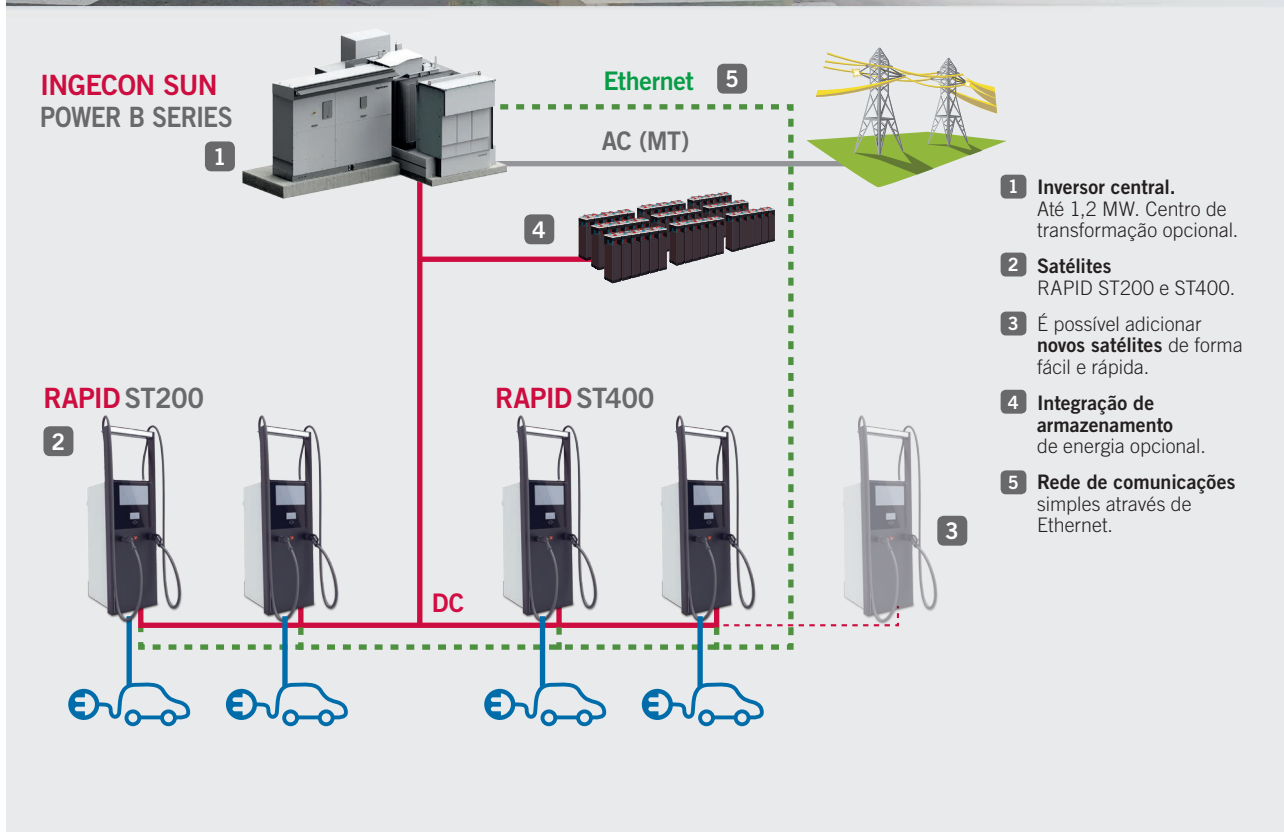 INGECON SUN
POWER B SERIES
1
Ethernet 5
AC (MT)
4
RAPID ST200
2
RAPID ST400
3
DC
1 Inversor central.
Até 1,2 MW. Centro de
transformação opcional.
2 Satélites
RAPID ST200 e ST400.
3 É possível adicionar
novos satélites de forma
fácil e rápida.
4 Integração de
armazenamento
de energia opcional.
5 Rede de comunicações
simples através de
Ethernet.